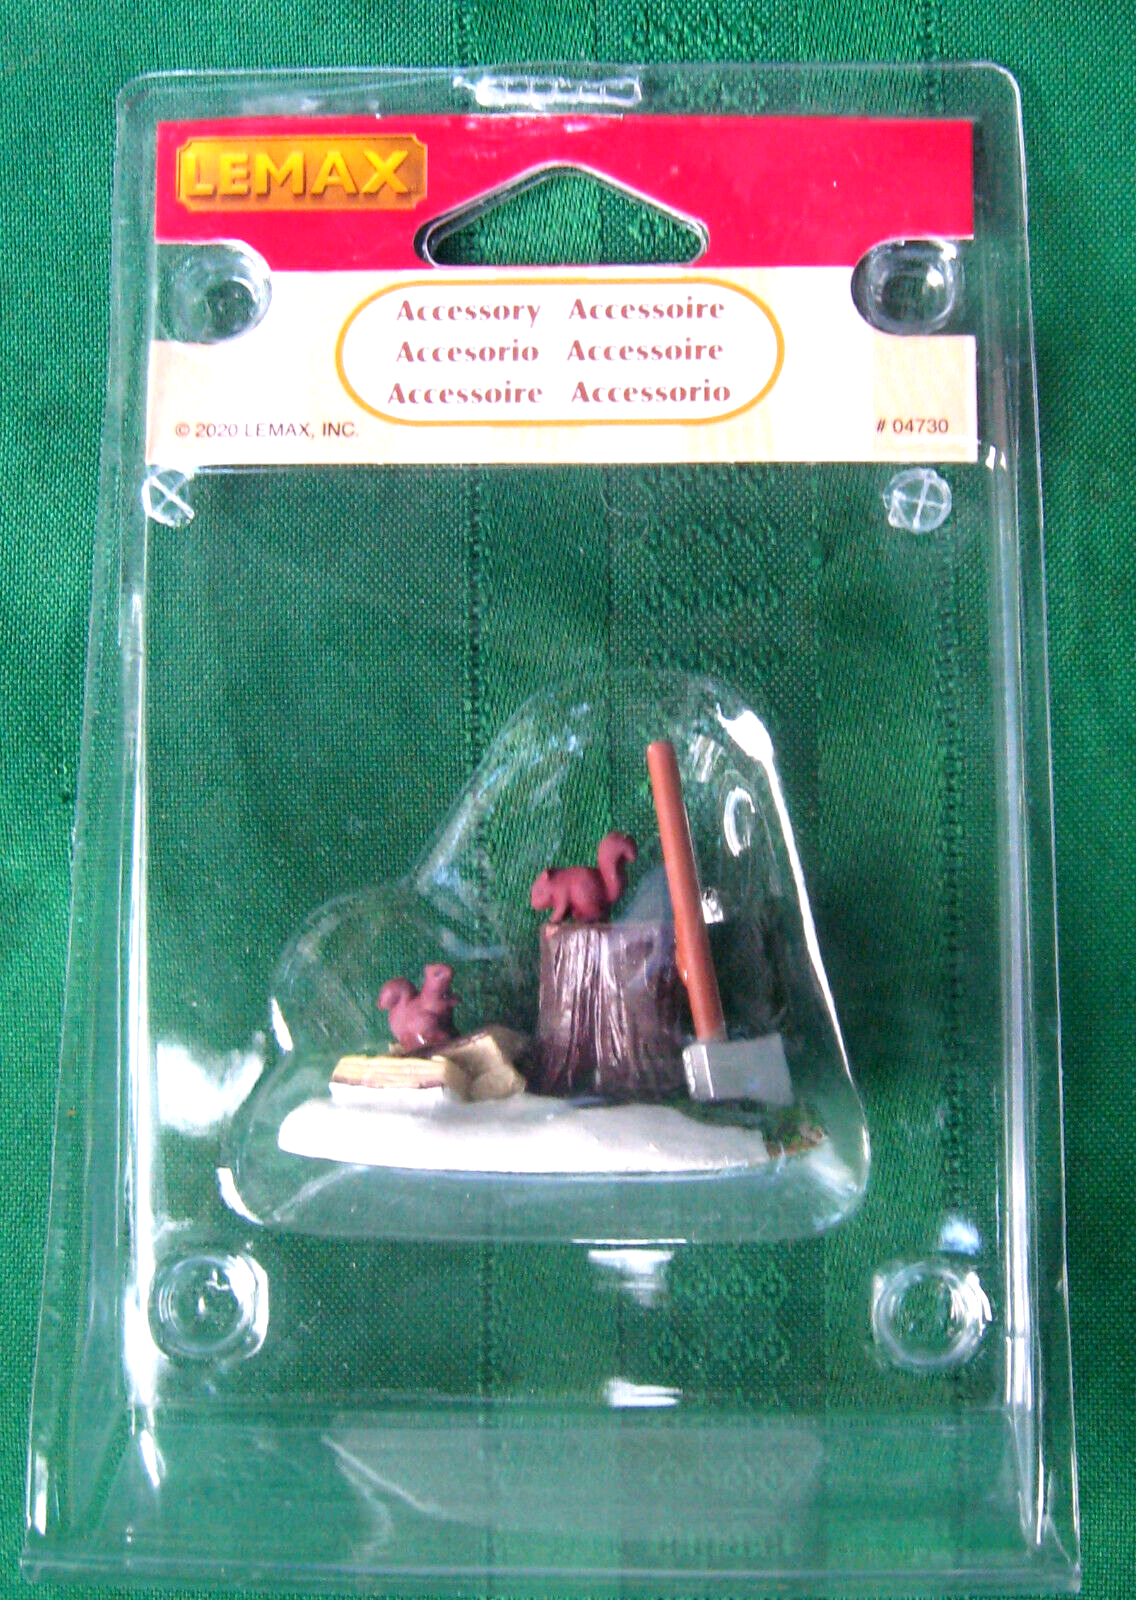 LEMAX
Accessory Accessoire
Accesorio Accessoire
Accessoire Accessorio
© 2020 LEMAX, INC.
# 04730